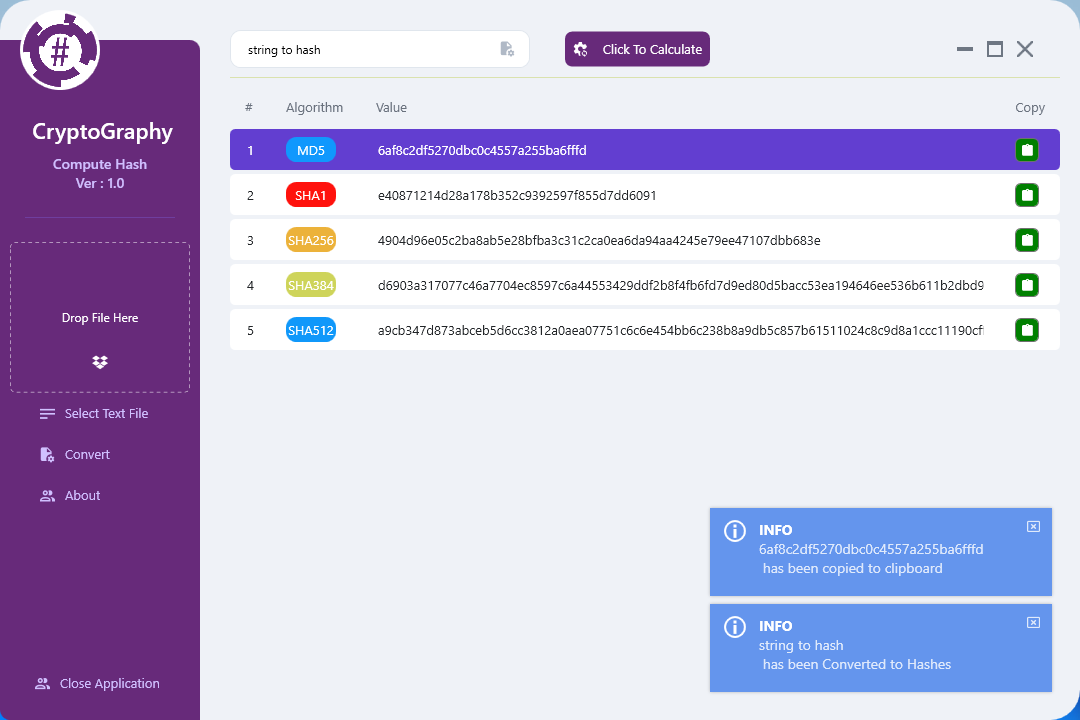 #
CryptoGraphy
Compute Hash
Ver : 1.0
Drop File Here
Select Text File
Convert
About
Close Application
string to hash
Click To Calculate
# Algorithm Value Copy
1 MD5 6af8c2df5270dbc0c4557a255ba6fffd
2 SHA1 e40871214d28a178b352c9392597f855d7dd6091
3 SHA256 4904d96e05c2ba8ab5e28bfba3c31c2ca0ea6da94aa4245e79ee47107dbb683e
4 SHA384 d6903a317077c46a7704ec8597c6a44553429ddf2b8f4fb6fd7d9ed80d5bacc53ea194646ee536b611b2dbd9
5 SHA512 a9cb347d873abceb5d6cc3812a0aea07751c6c6e454bb6c238b8a9db5c857b61511024c8c9d8a1ccc11190cf
INFO
6af8c2df5270dbc0c4557a255ba6fffd
has been copied to clipboard
INFO
string to hash
has been Converted to Hashes